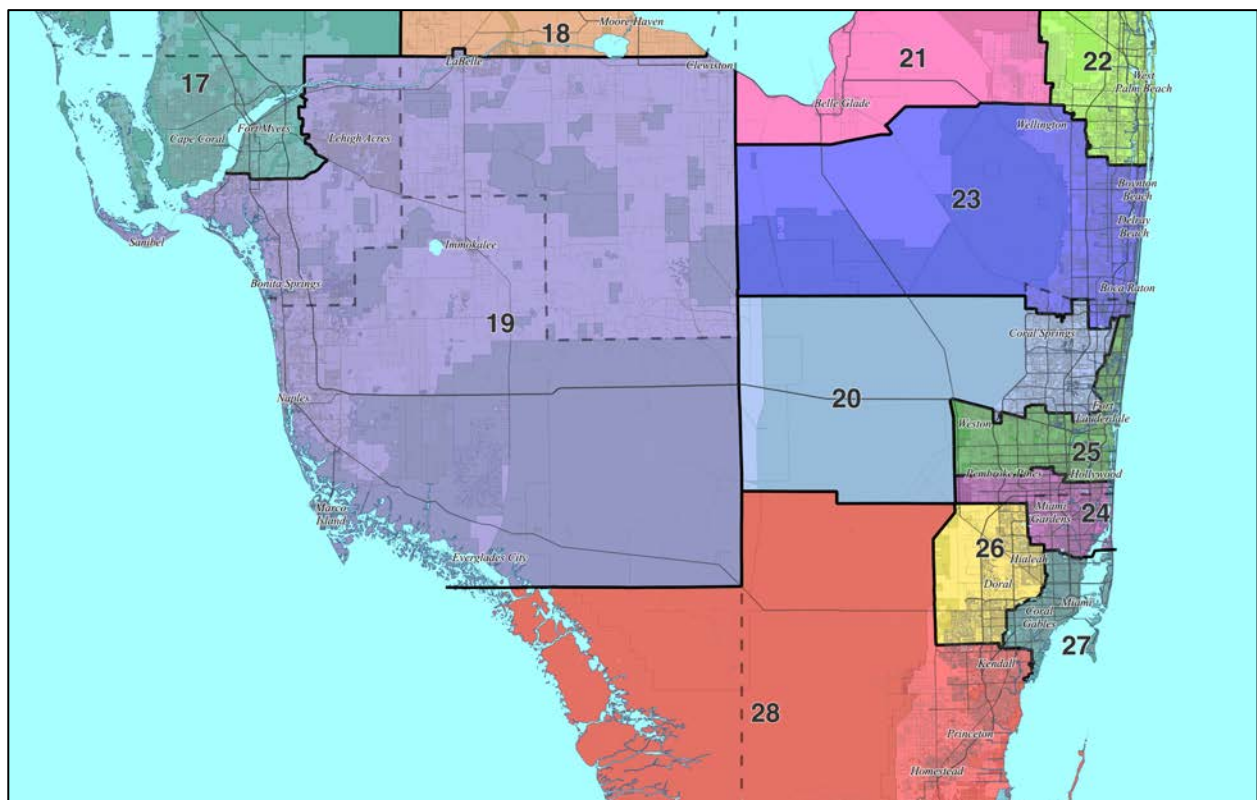 Moore Haven
18
LaBelle
Clewiston
21
22
West
Palm Beach
17
Belle Glade
Cape Coral
Fort Myers
Lehigh Acres
Wellington
Boynton
Beach
23
Delray
Beach
Sanibel
Immokalee
Bonita Springs
Boca Raton
19
Coral Springs
Naples
20
Fort
Lauderdale
Weston
25
Pembroke Pines
Hollywood
Marco
Island
Miami
Gardens
24
26
Everglades City
Hialeah
Doral
Miami
Coral
Gables
27
Kendall
28
Princeton
Homestead